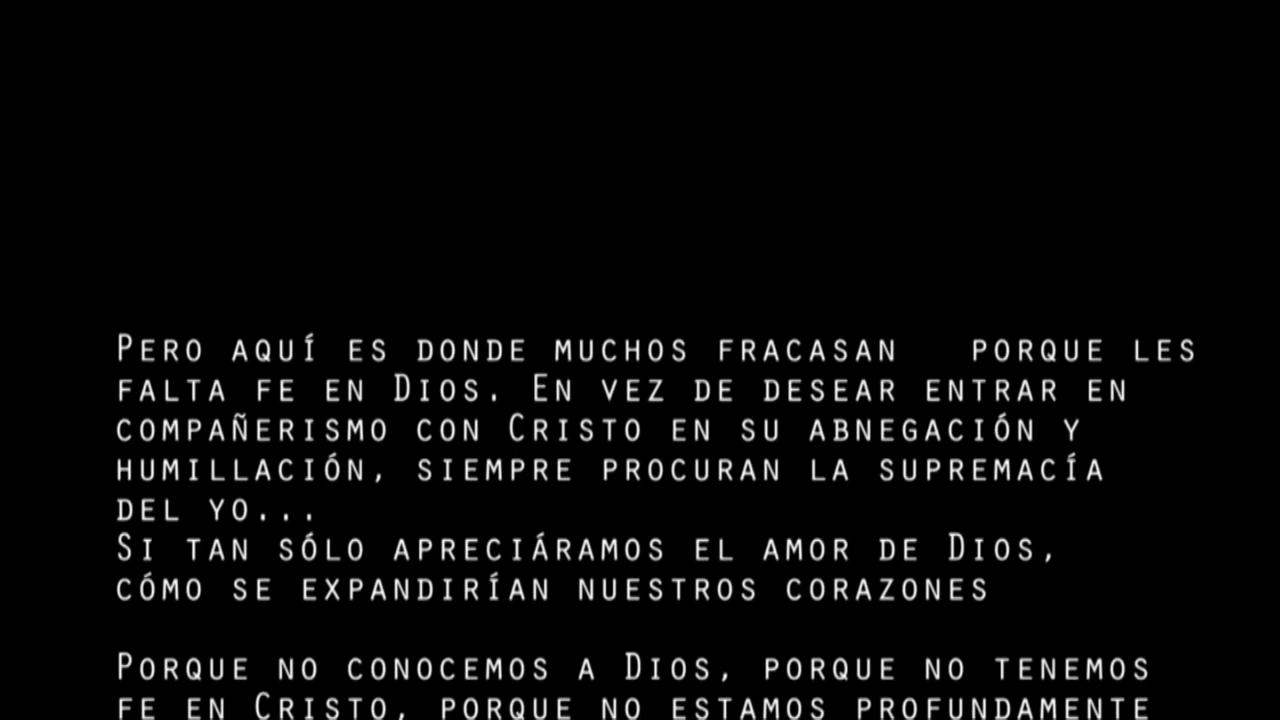 Pero aquí es donde muchos fracasan porque les
falta fe en Dios. En vez de desear entrar en
compañerismo con Cristo en su abnegación y
humillación, siempre procuran la supremacía
del yo...
Si tan sólo apreciáramos el amor de Dios,
cómo se expandirían nuestros corazones
Porque no conocemos a Dios, porque no tenemos
fe en Cristo, porque no estamos profundamente